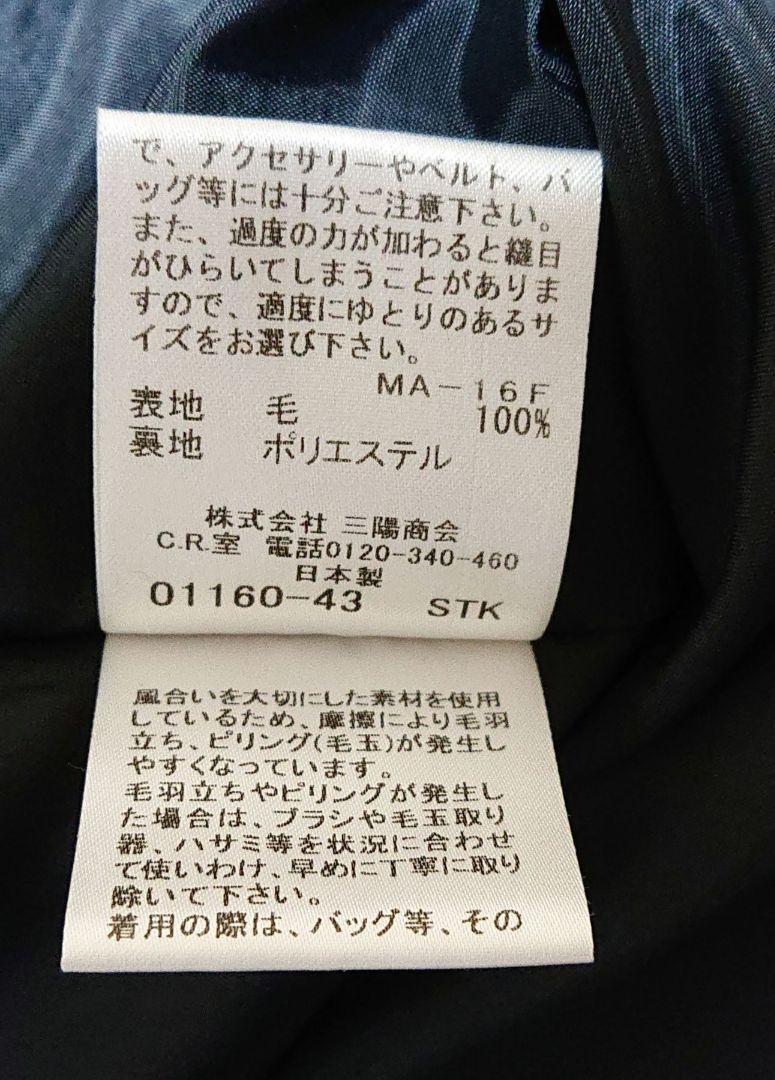 で、アクセサリーやベルト、バ
ッグ等には十分ご注意下さい。
また、過度の力が加わると縫目
がひらいてしまうことがありま
すので、適度にゆとりのあるサ
イズをお選び下さい。
MA-16F
表地 毛 100%
裏地 ポリエステル
株式会社 三陽商会
C.R.室 電話0120-340-460
日本製
01160-43 STK
風合いを大切にした素材を使用
しているため、摩擦により毛羽
立ち、ピリング(毛玉)が発生し
やすくなっています。
毛羽立ちやピリングが発生し
た場合は、ブラシや毛玉取り
器、ハサミ等を状況に合わせ
て使いわけ、早めに丁寧に取り
除いて下さい。
着用の際は、バッグ等、その